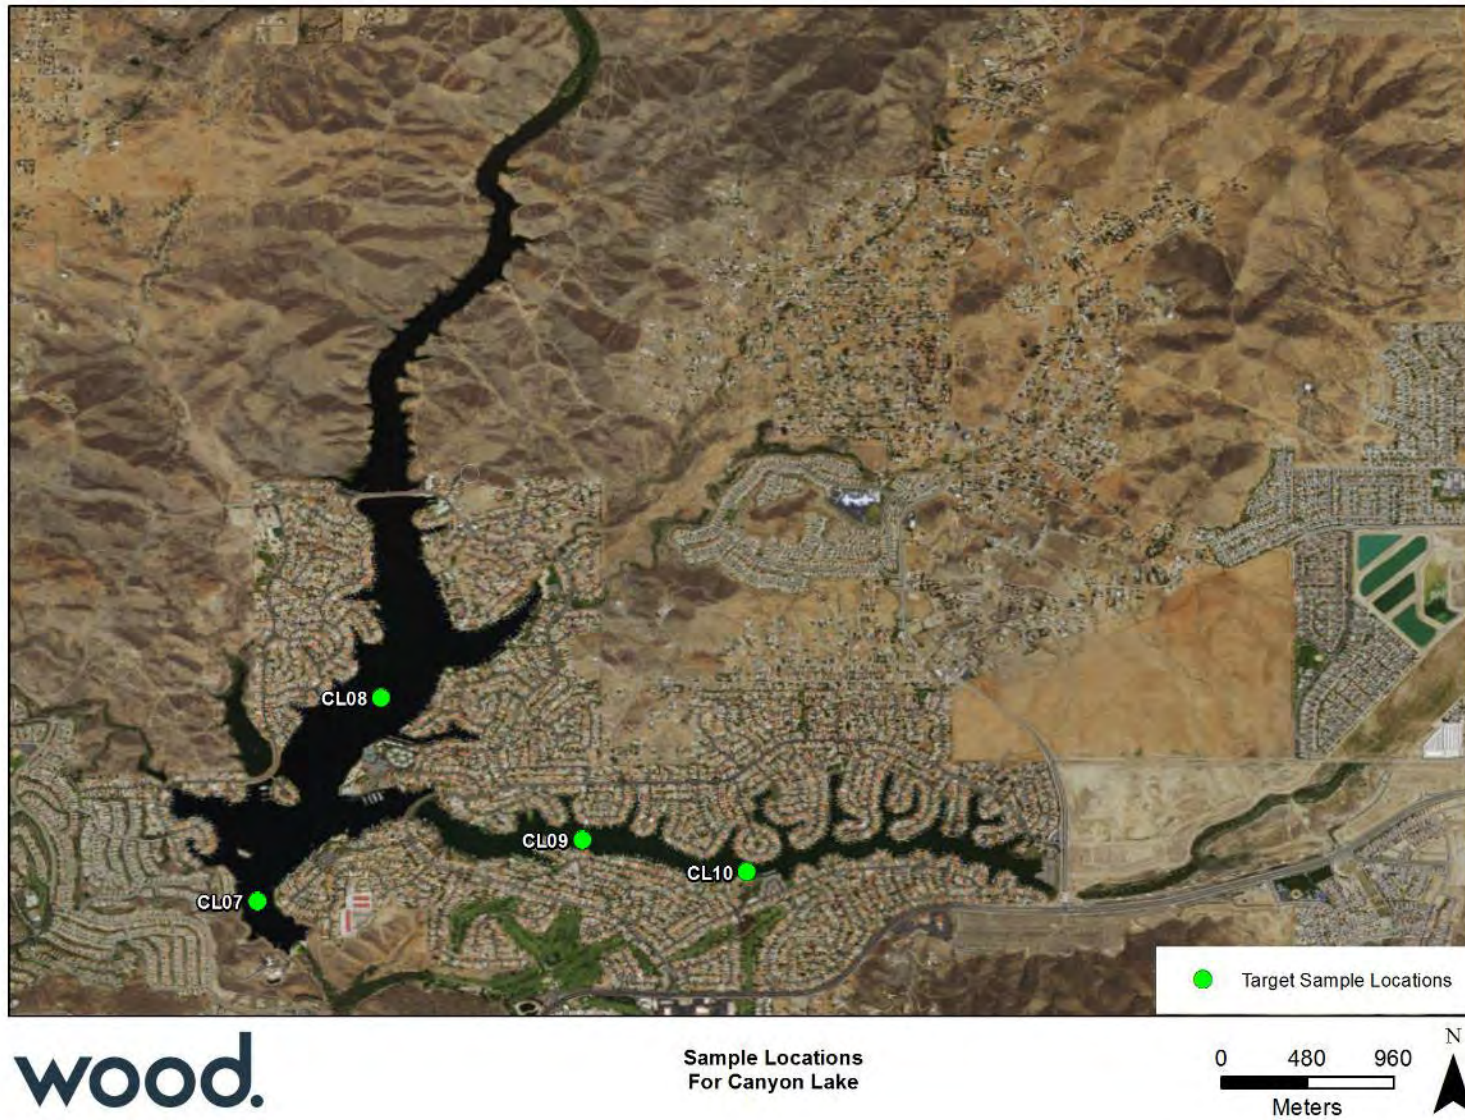 CL08
CL09
CL10
CL07
Target Sample Locations
wood.
Sample Locations
For Canyon Lake
0 480 960
Meters
N